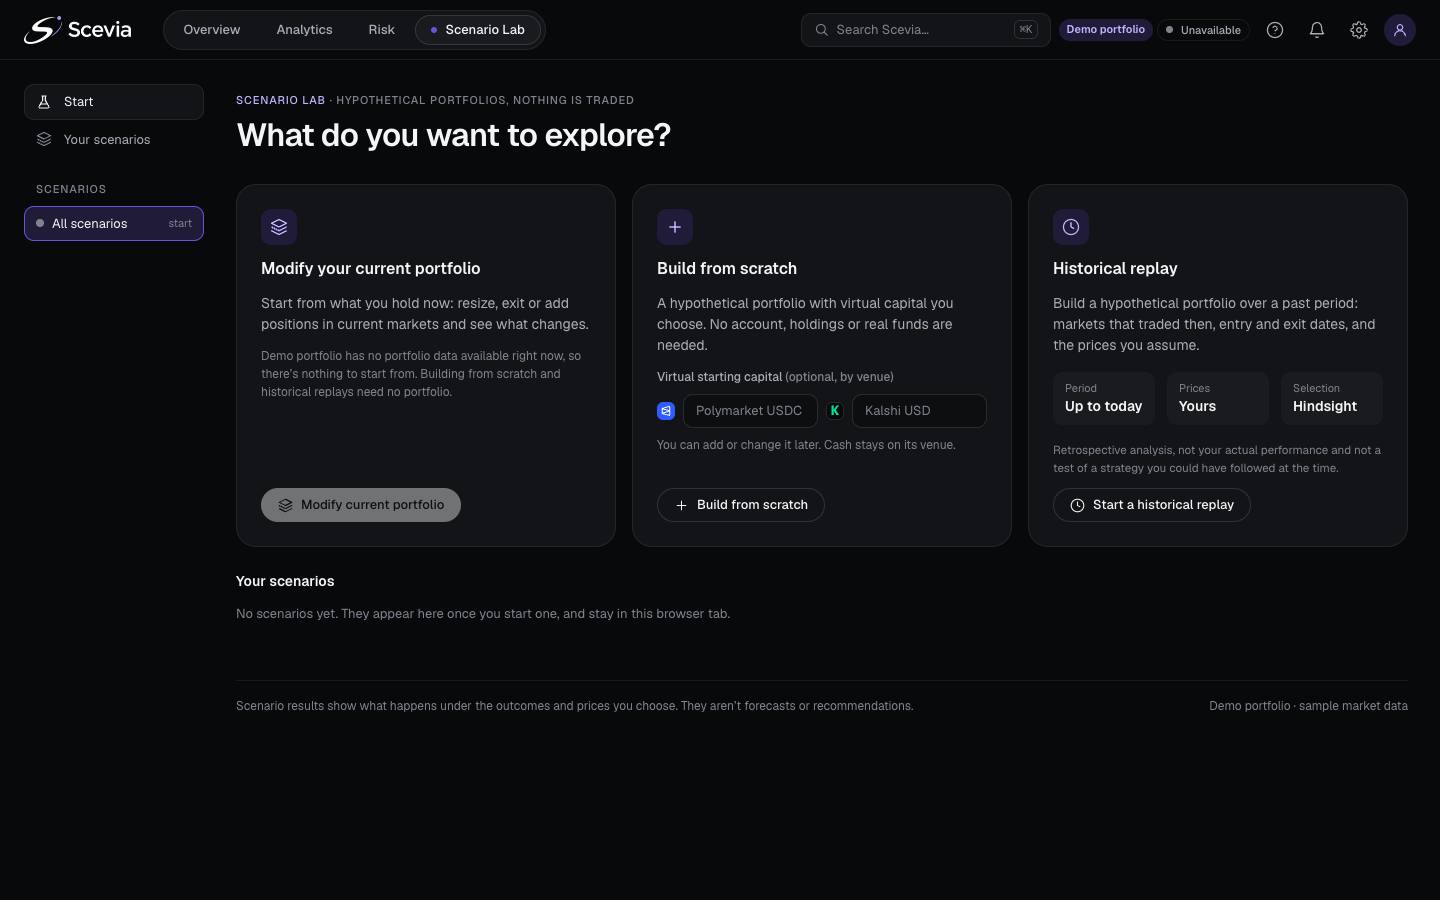 Scevia
Overview
Analytics
Risk
Scenario Lab
Search Scevia...
⌘K
Demo portfolio
Unavailable
Start
Your scenarios
SCENARIOS
All scenarios
start
SCENARIO LAB · HYPOTHETICAL PORTFOLIOS, NOTHING IS TRADED
What do you want to explore?
Modify your current portfolio
Start from what you hold now: resize, exit or add
positions in current markets and see what changes.
Demo portfolio has no portfolio data available right now, so
there's nothing to start from. Building from scratch and
historical replays need no portfolio.
Modify current portfolio
Build from scratch
A hypothetical portfolio with virtual capital you
choose. No account, holdings or real funds are
needed.
Virtual starting capital (optional, by venue)
Polymarket USDC
K
Kalshi USD
You can add or change it later. Cash stays on its venue.
Build from scratch
Historical replay
Build a hypothetical portfolio over a past period:
markets that traded then, entry and exit dates, and
the prices you assume.
Period
Up to today
Prices
Yours
Selection
Hindsight
Retrospective analysis, not your actual performance and not a
test of a strategy you could have followed at the time.
Start a historical replay
Your scenarios
No scenarios yet. They appear here once you start one, and stay in this browser tab.
Scenario results show what happens under the outcomes and prices you choose. They aren't forecasts or recommendations.
Demo portfolio · sample market data